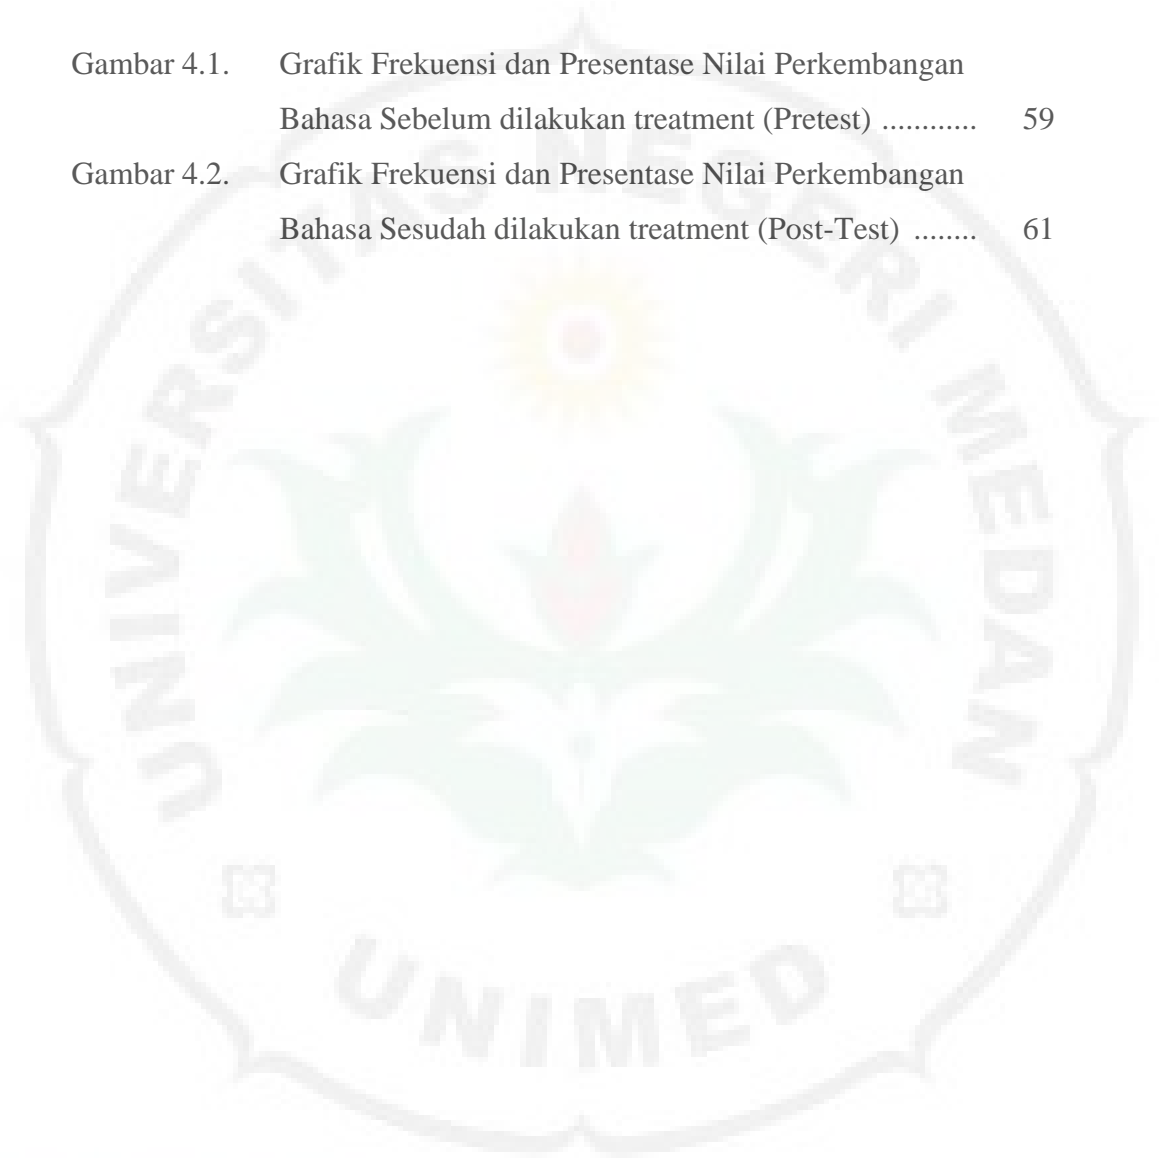 Gambar 4.1. Grafik Frekuensi dan Presentase Nilai Perkembangan
Bahasa Sebelum dilakukan treatment (Pretest) ............ 59
Gambar 4.2. Grafik Frekuensi dan Presentase Nilai Perkembangan
Bahasa Sesudah dilakukan treatment (Post-Test) ........ 61
UNIVERSITAS NEGERI MEDAN
UNIMED